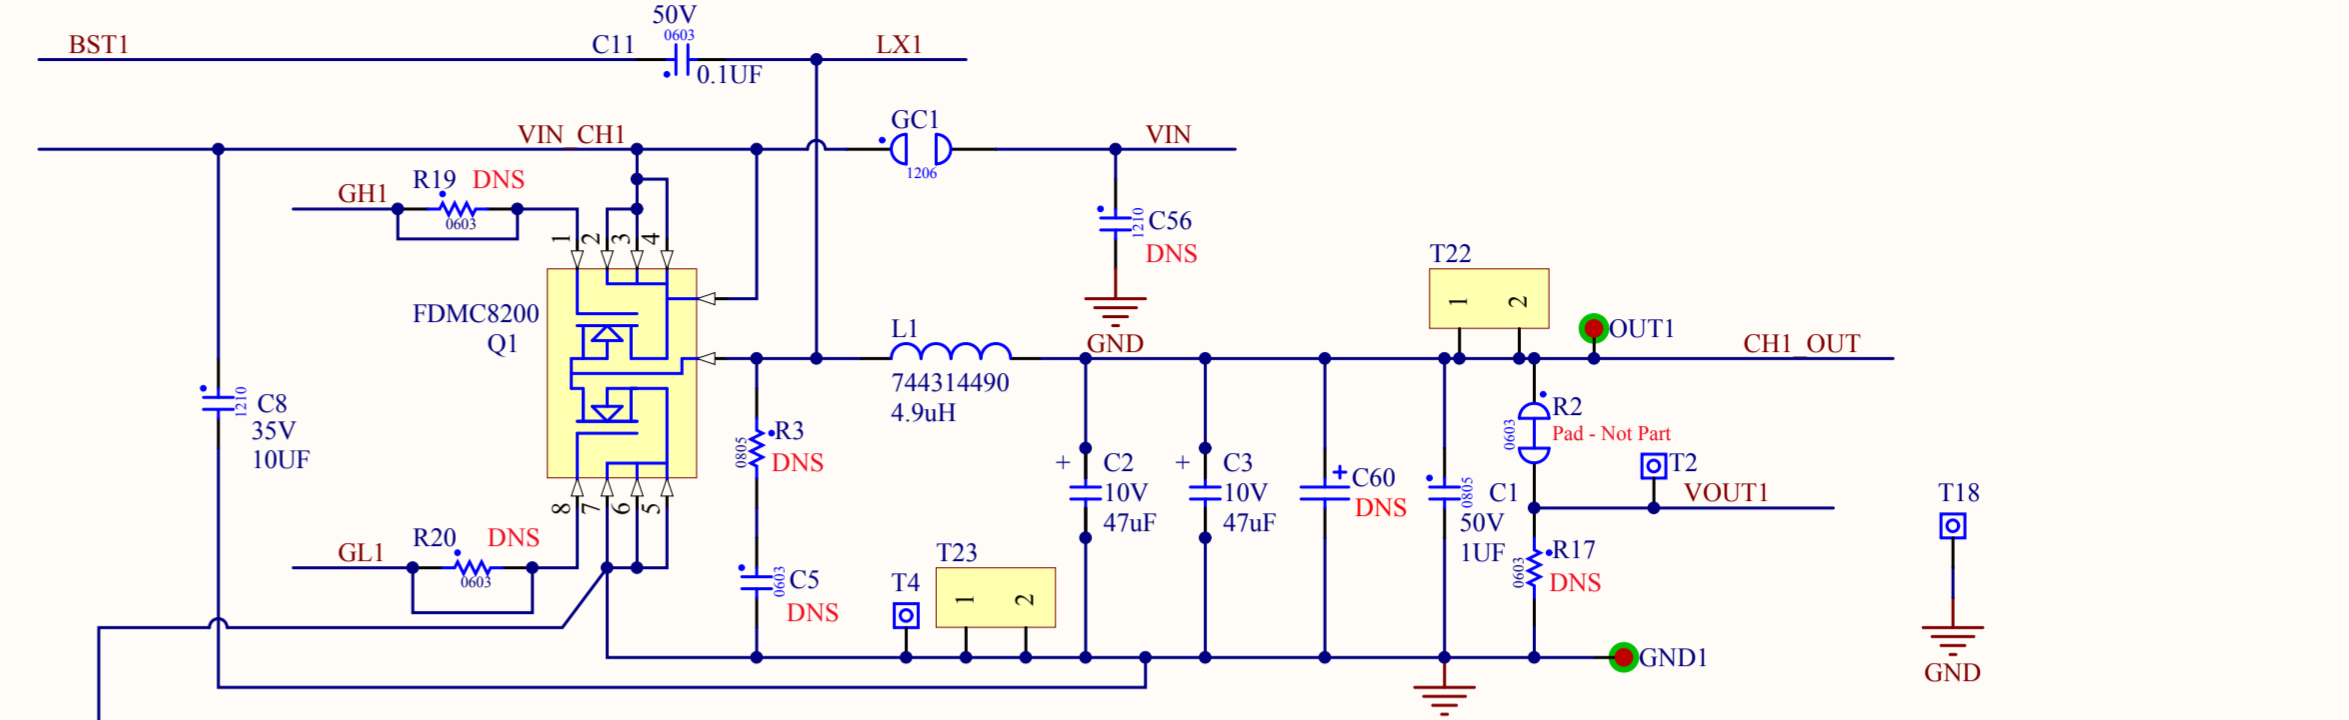 50V
0603
BST1
C11
LX1
0.1UF
GC1
VIN_CH1
VIN
1206
R19 DNS
GH1
0603
1210
C56
DNS
1 2 3 4
T22
1 2
FDMC8200
Q1
OUT1
L1
GND
CH1_OUT
744314490
4.9uH
1210
C8
35V
10UF
0805
R3
DNS
+
C2
10V
47uF
+
C3
10V
47uF
+
C60
DNS
0805
C1
50V
1UF
0603
R2
Pad - Not Part
T2
VOUT1
T18
8 7 6 5
R20 DNS
GL1
0603
0603
C5
DNS
T4
T23
1 2
0603
R17
DNS
GND1
GND